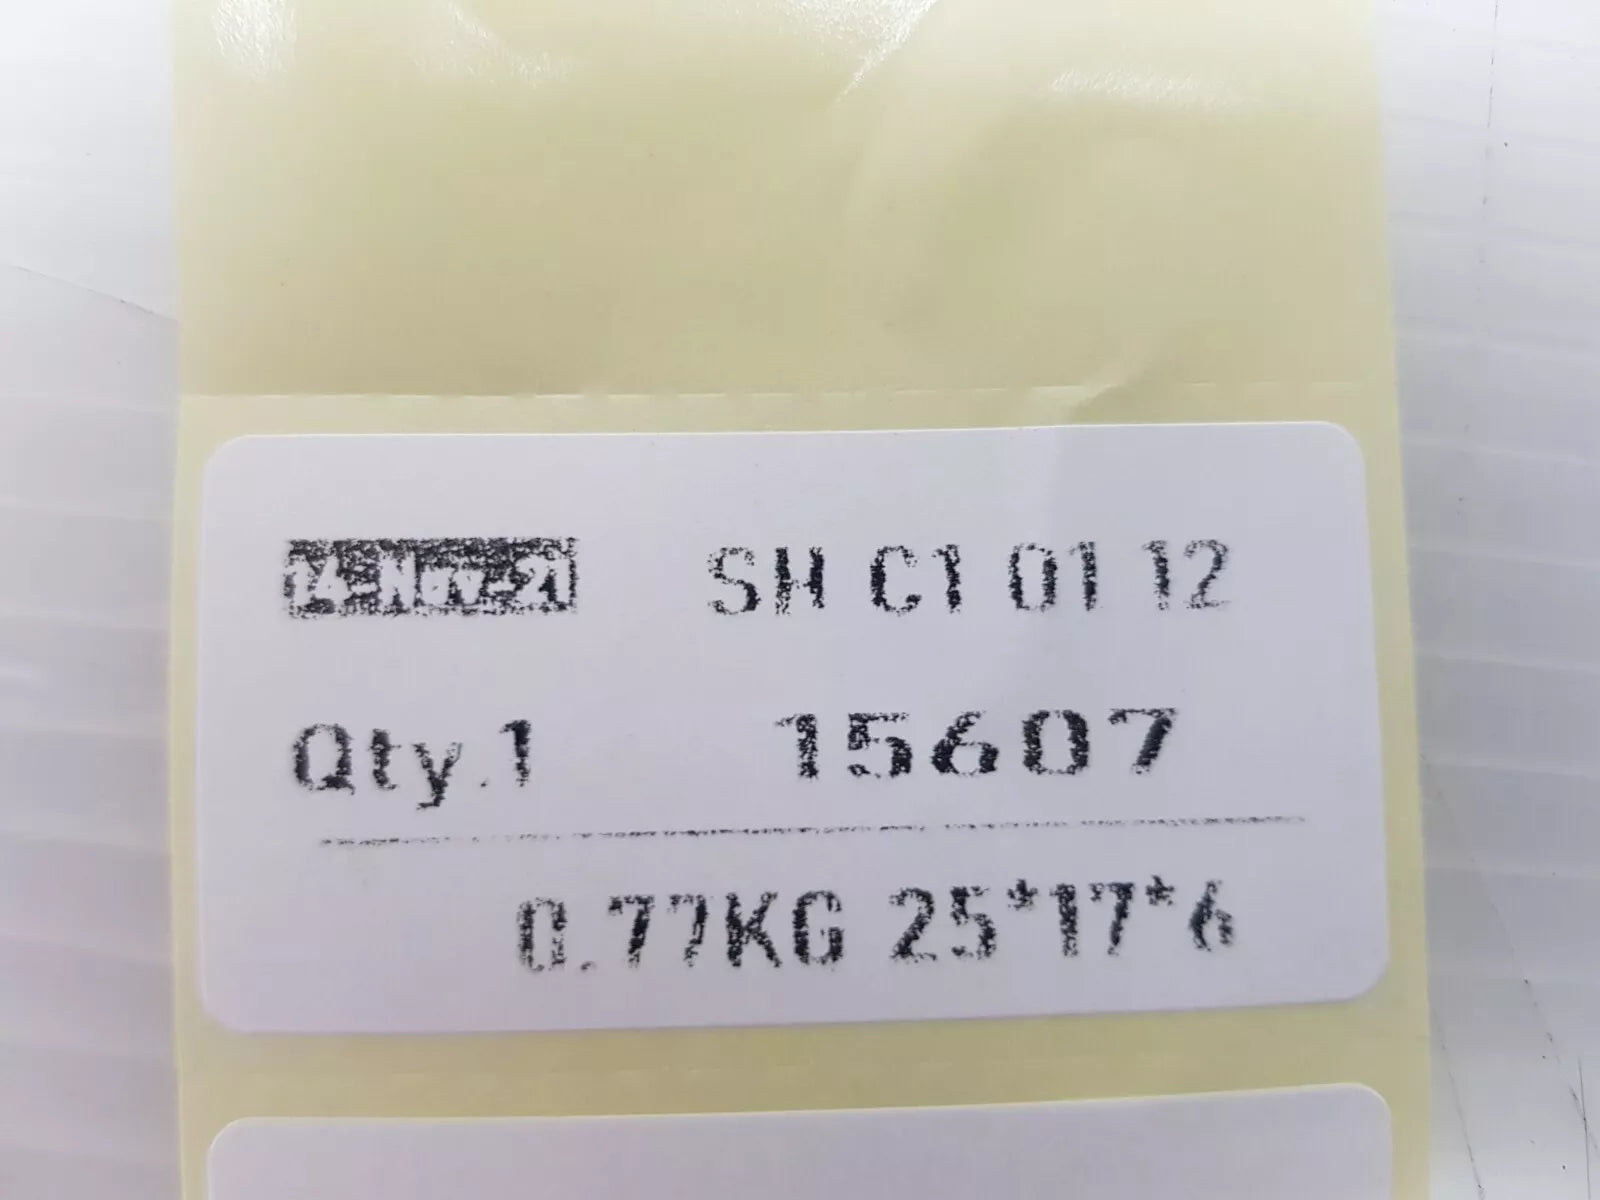 14-Nov-21 SH C1 01 12
Qty.1 15607
0.77KG 25*17*6